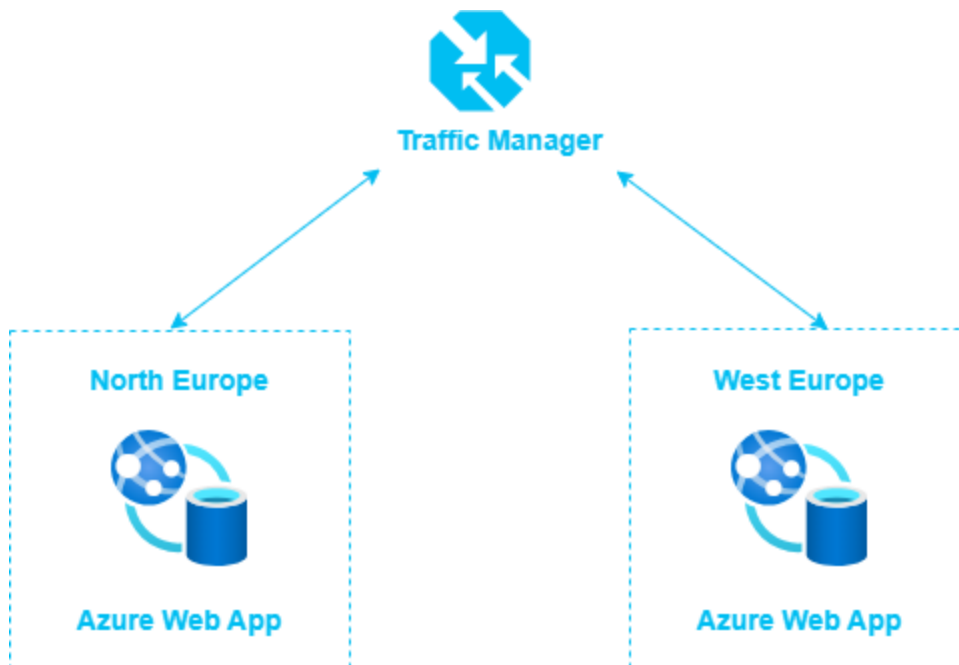 Traffic Manager
North Europe
West Europe
Azure Web App
Azure Web App